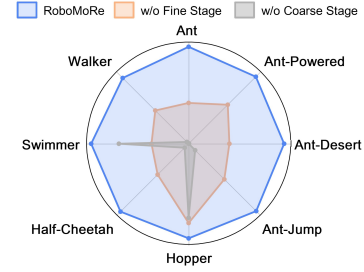 RoboMoRe w/o Fine Stage w/o Coarse Stage
Ant
Walker Ant-Powered
Swimmer Ant-Desert
Half-Cheetah Ant-Jump
Hopper